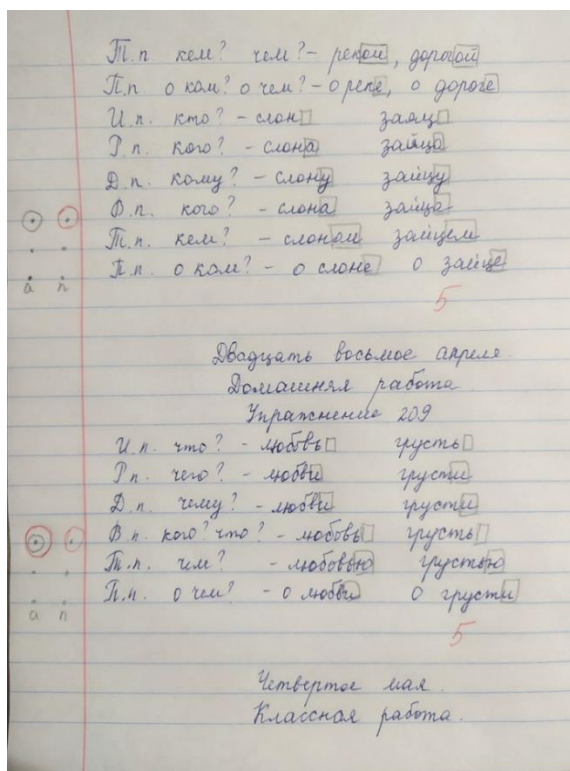 Т.п. кем? чем? – рекой, дорогой
П.п. о ком? о чем? – о реке, о дороге
И.п. кто? – слон заяц
Р.п. кого? – слона зайца
Д.п. кому? – слону зайцу
В.п. кого? – слона зайца
Т.п. кем? – слоном зайцем
П.п. о ком? – о слоне о зайце
а п
5
Двадцать восьмое апреля.
Домашняя работа.
Упражнение 209
И.п. что? – любовь грусть
Р.п. чего? – любви грусти
Д.п. чему? – любви грусти
В.п. кого? что? – любовь грусть
Т.п. чем? – любовью грустью
П.п. о чем? – о любви о грусти
а п
5
Четвертое мая.
Классная работа.